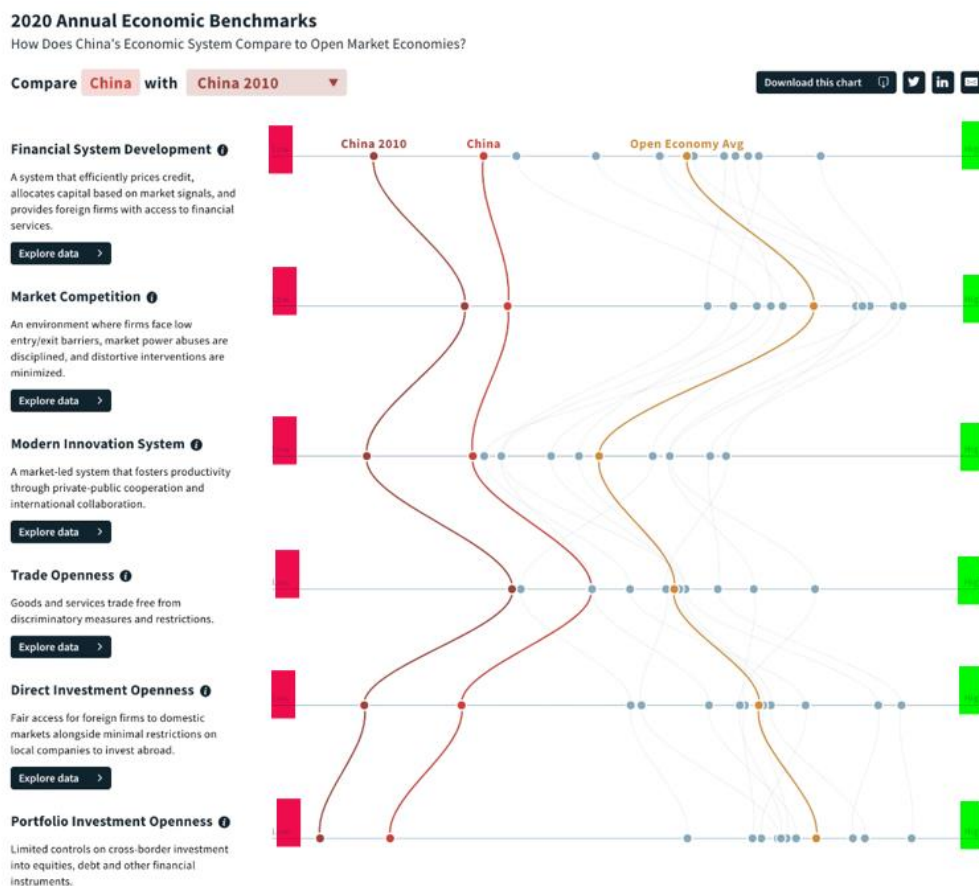 2020 Annual Economic Benchmarks
How Does China's Economic System Compare to Open Market Economies?
Compare China with China 2010
Download this chart
China 2010 China Open Economy Avg
Financial System Development
A system that efficiently prices credit,
allocates capital based on market signals, and
provides foreign firms with access to financial
services.
Explore data
Market Competition
An environment where firms face low
entry/exit barriers, market power abuses are
disciplined, and distortive interventions are
minimized.
Explore data
Modern Innovation System
A market-led system that fosters productivity
through private-public cooperation and
international collaboration.
Explore data
Trade Openness
Goods and services trade free from
discriminatory measures and restrictions.
Explore data
Direct Investment Openness
Fair access for foreign firms to domestic
markets alongside minimal restrictions on
local companies to invest abroad.
Explore data
Portfolio Investment Openness
Limited controls on cross-border investment
into equities, debt and other financial
instruments.